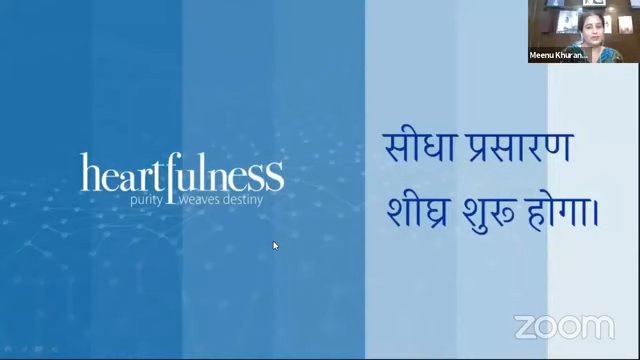 Meenu Khuran...
heartfulness
purity weaves destiny
सीधा प्रसारण
शीघ्र शुरू होगा।
zoom